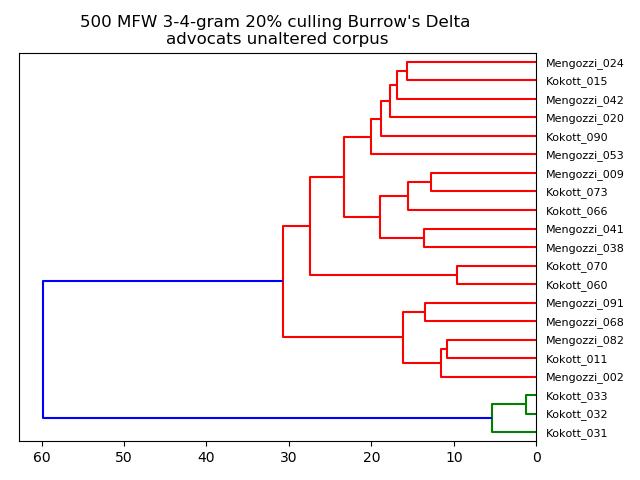 500 MFW 3-4-gram 20% culling Burrow's Delta
advocats unaltered corpus
Mengozzi_024
Kokott_015
Mengozzi_042
Mengozzi_020
Kokott_090
Mengozzi_053
Mengozzi_009
Kokott_073
Kokott_066
Mengozzi_041
Mengozzi_038
Kokott_070
Kokott_060
Mengozzi_091
Mengozzi_068
Mengozzi_082
Kokott_011
Mengozzi_002
Kokott_033
Kokott_032
Kokott_031
60 50 40 30 20 10 0